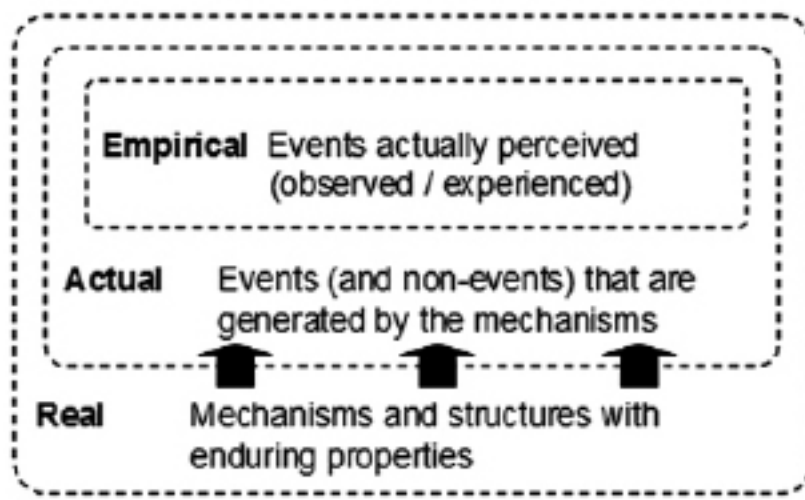 Empirical Events actually perceived
(observed / experienced)
Actual Events (and non-events) that are
generated by the mechanisms
Real Mechanisms and structures with
enduring properties